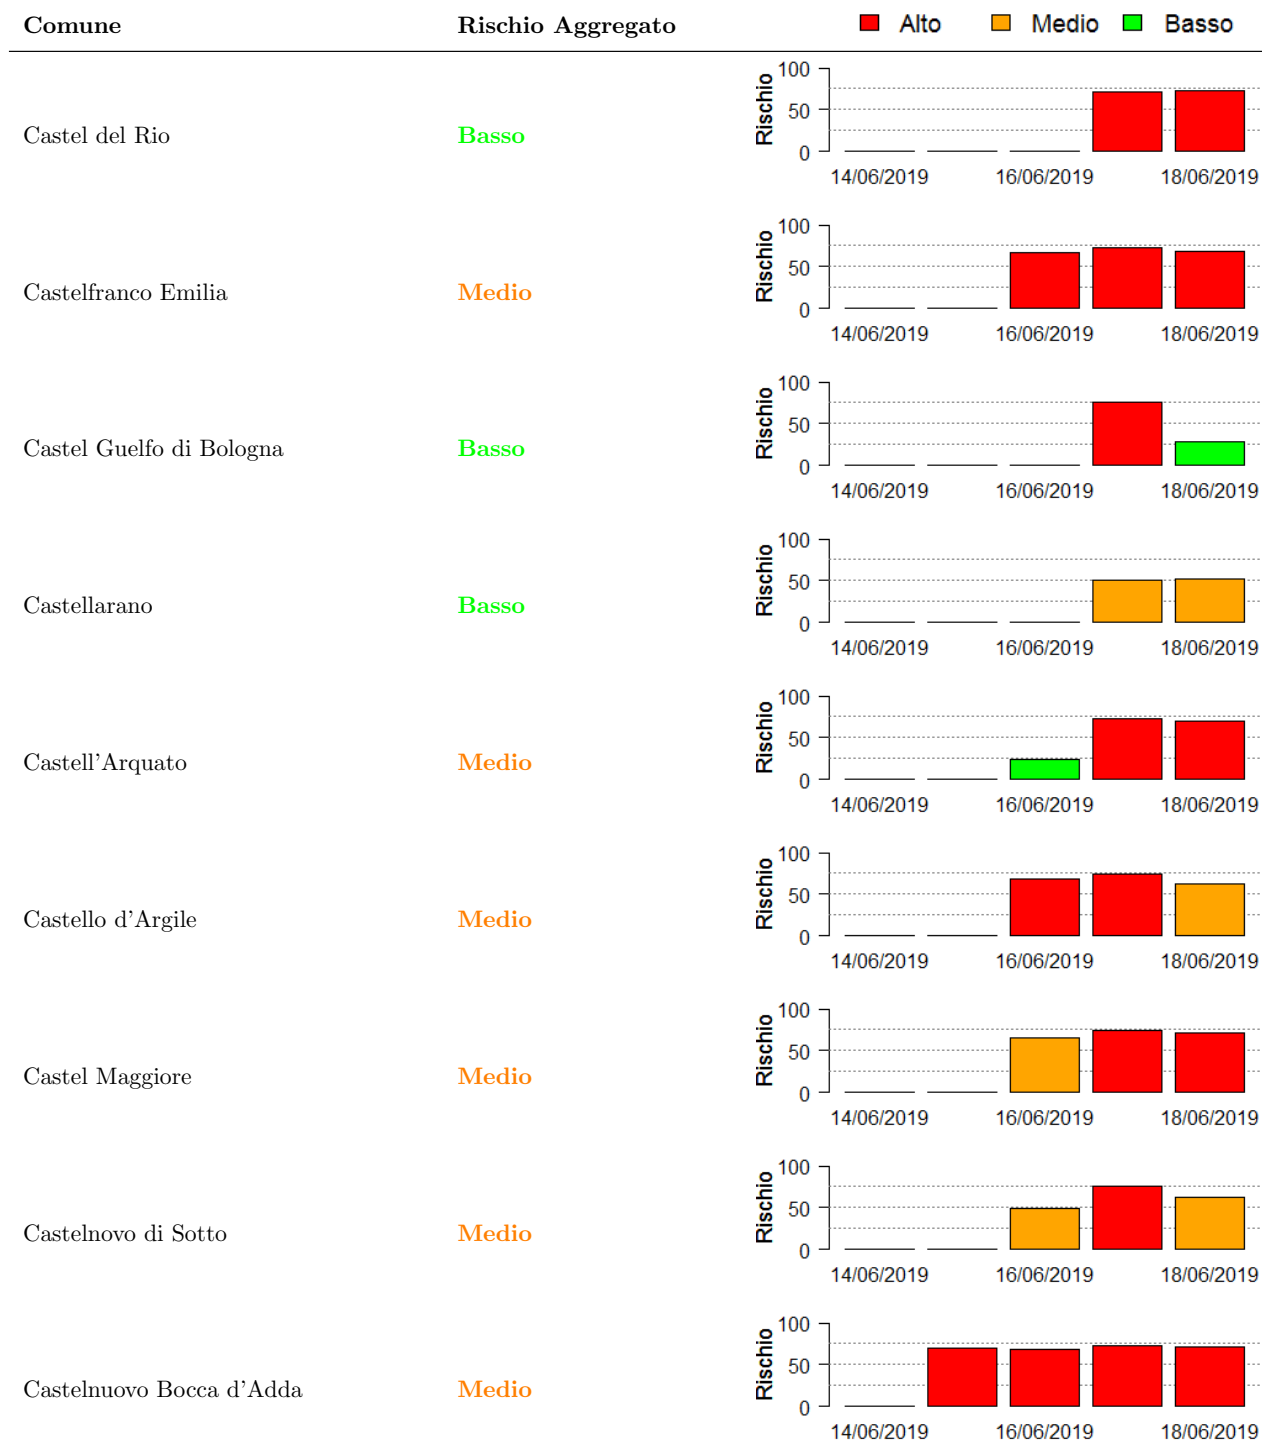 Comune Rischio Aggregato Alto Medio Basso
Castel del Rio Basso Rischio 100 50 0
14/06/2019 16/06/2019 18/06/2019
Castelfranco Emilia Medio Rischio 100 50 0
14/06/2019 16/06/2019 18/06/2019
Castel Guelfo di Bologna Basso Rischio 100 50 0
14/06/2019 16/06/2019 18/06/2019
Castellarano Basso Rischio 100 50 0
14/06/2019 16/06/2019 18/06/2019
Castell'Arquato Medio Rischio 100 50 0
14/06/2019 16/06/2019 18/06/2019
Castello d'Argile Medio Rischio 100 50 0
14/06/2019 16/06/2019 18/06/2019
Castel Maggiore Medio Rischio 100 50 0
14/06/2019 16/06/2019 18/06/2019
Castelnovo di Sotto Medio Rischio 100 50 0
14/06/2019 16/06/2019 18/06/2019
Castelnuovo Bocca d'Adda Medio Rischio 100 50 0
14/06/2019 16/06/2019 18/06/2019